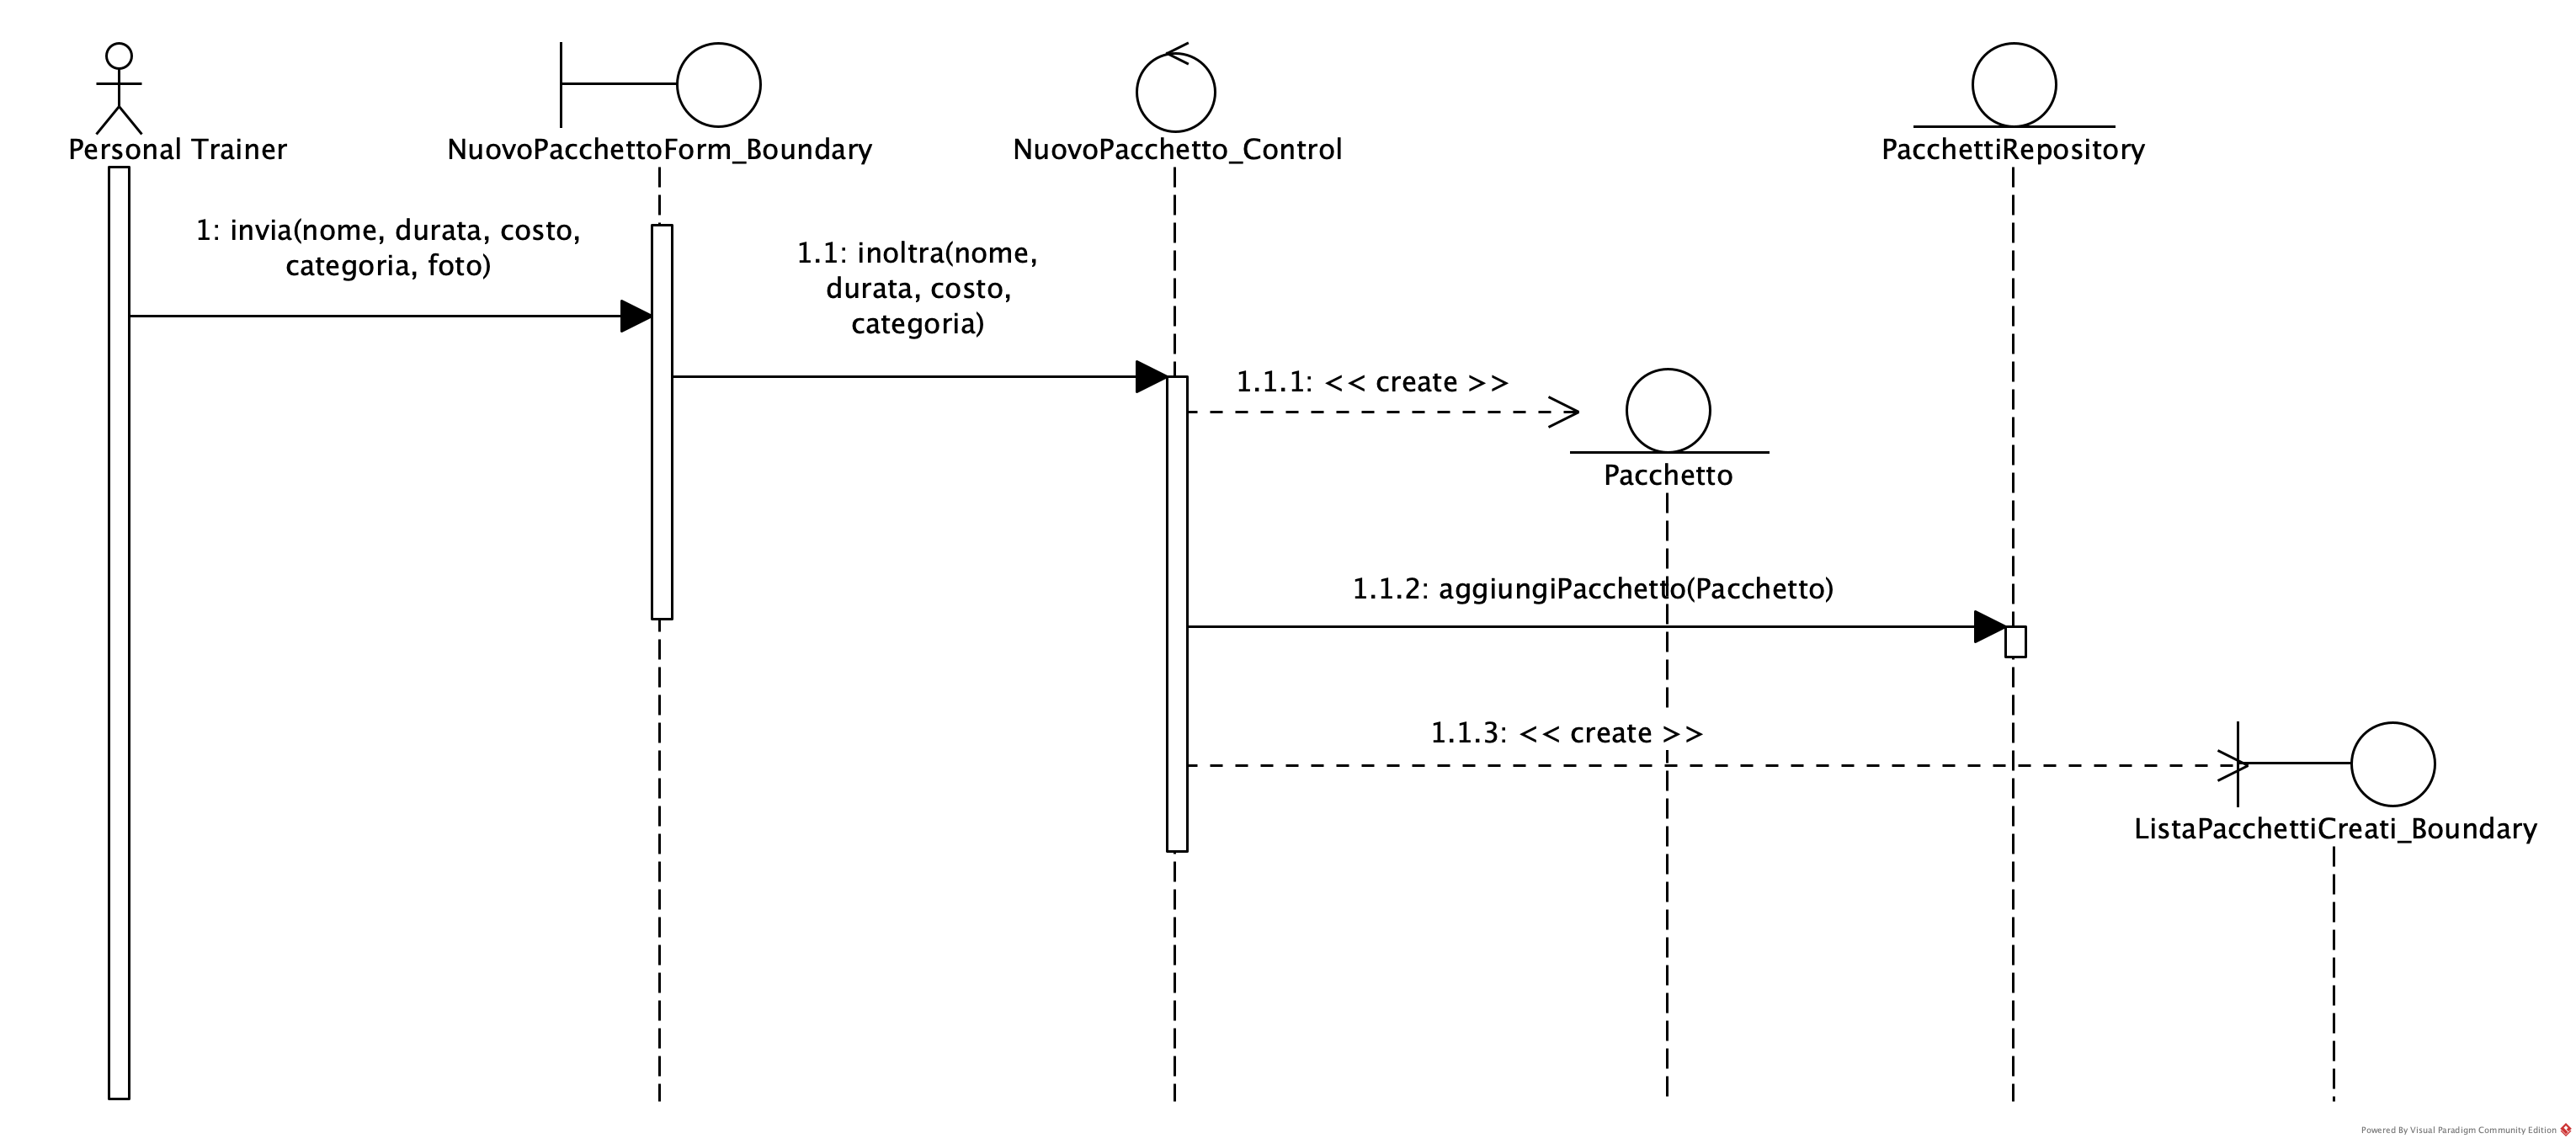 Personal Trainer
NuovoPacchettoForm_Boundary
NuovoPacchetto_Control
PacchettiRepository
1: invia(nome, durata, costo,
categoria, foto)
1.1: inoltra(nome,
durata, costo,
categoria)
1.1.1: << create >>
Pacchetto
1.1.2: aggiungiPacchetto(Pacchetto)
1.1.3: << create >>
ListaPacchettiCreati_Boundary
Powered By Visual Paradigm Community Edition